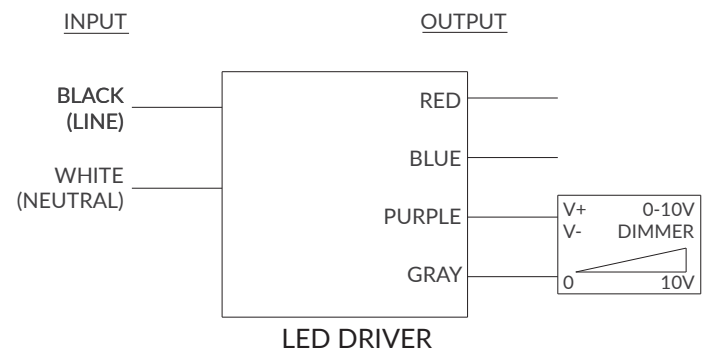 INPUT
OUTPUT
BLACK
(LINE)
WHITE
(NEUTRAL)
RED
BLUE
PURPLE
GRAY
V+ 0-10V
V- DIMMER
0 10V
LED DRIVER